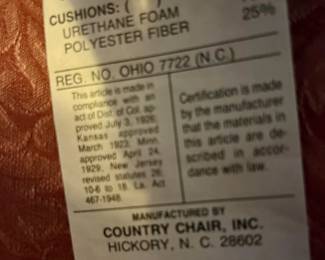 CUSHIONS: ( )
URETHANE FOAM
POLYESTER FIBER 25%
REG. NO. OHIO 7722 (N.C.)
This article is made in
compliance with an
act of Dist. of Col. ap-
proved July 3, 1926;
Kansas approved
March 1923; Minn.
approved April 24,
1929; New Jersey
revised statutes 26;
10-6 to 18. La. Act
467-1948.
Certification is made
by the manufacturer
that the materials in
this article are de-
scribed in accor-
dance with law.
MANUFACTURED BY
COUNTRY CHAIR, INC.
HICKORY, N. C. 28602